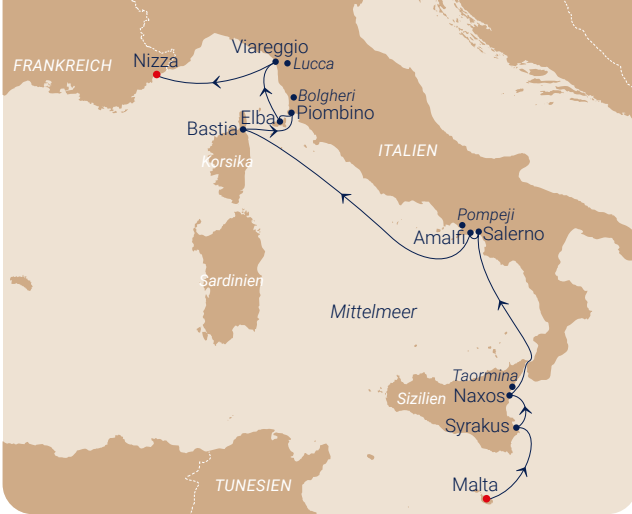 Viareggio
Nizza
FRANKREICH
Lucca
Bolgheri
Elba
Piombino
Bastia
ITALIEN
Korsika
Pompeji
Amalfi
Salerno
Sardinien
Mittelmeer
Taormina
Sizilien
Naxos
Syrakus
Malta
TUNESIEN